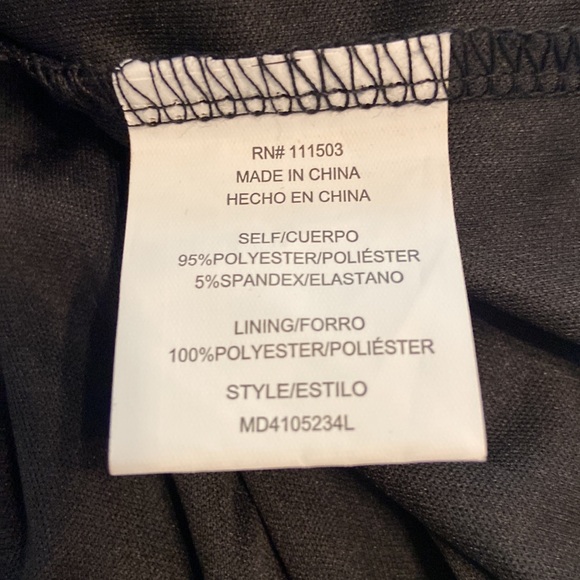 RN# 111503
MADE IN CHINA
HECHO EN CHINA
SELF/CUERPO
95%POLYESTER/POLIÉSTER
5%SPANDEX/ELASTANO
LINING/FORRO
100%POLYESTER/POLIÉSTER
STYLE/ESTILO
MD4105234L